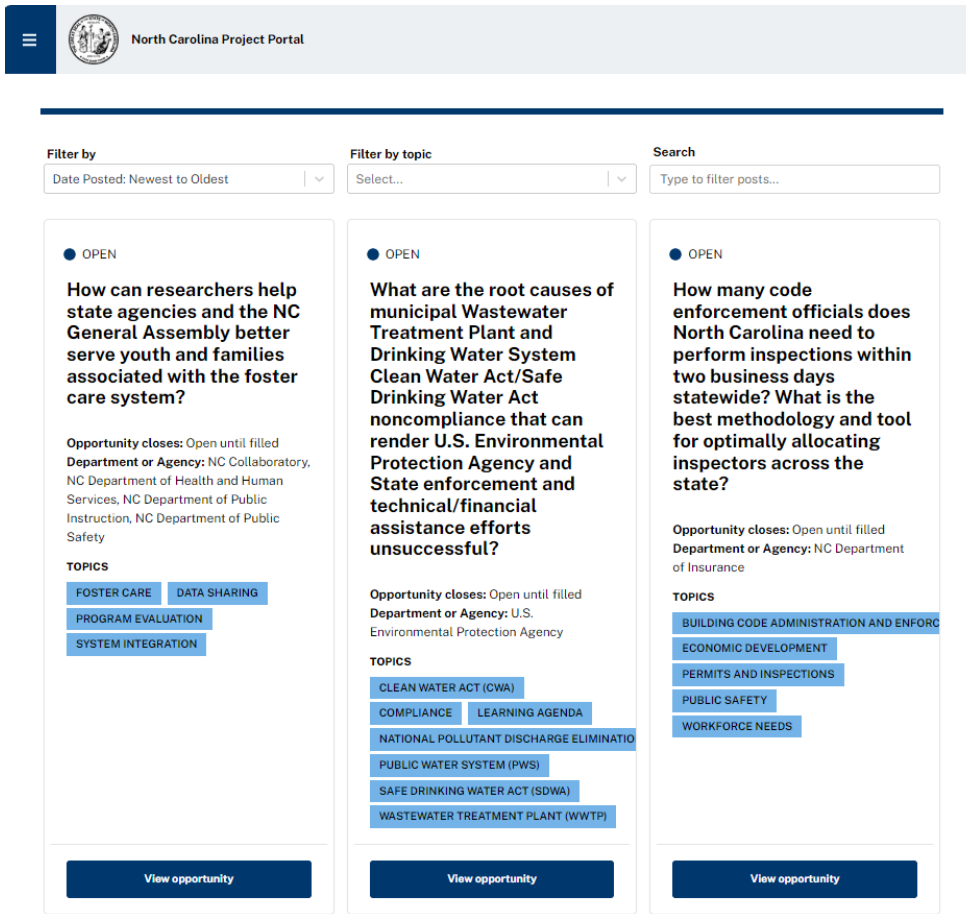 North Carolina Project Portal
Filter by
Date Posted: Newest to Oldest
Filter by topic
Select...
Search
Type to filter posts...
OPEN
How can researchers help
state agencies and the NC
General Assembly better
serve youth and families
associated with the foster
care system?
Opportunity closes: Open until filled
Department or Agency: NC Collaboratory,
NC Department of Health and Human
Services, NC Department of Public
Instruction, NC Department of Public
Safety
TOPICS
FOSTER CARE DATA SHARING
PROGRAM EVALUATION
SYSTEM INTEGRATION
View opportunity
OPEN
What are the root causes of
municipal Wastewater
Treatment Plant and
Drinking Water System
Clean Water Act/Safe
Drinking Water Act
noncompliance that can
render U.S. Environmental
Protection Agency and
State enforcement and
technical/financial
assistance efforts
unsuccessful?
Opportunity closes: Open until filled
Department or Agency: U.S.
Environmental Protection Agency
TOPICS
CLEAN WATER ACT (CWA)
COMPLIANCE LEARNING AGENDA
NATIONAL POLLUTANT DISCHARGE ELIMINATIO
PUBLIC WATER SYSTEM (PWS)
SAFE DRINKING WATER ACT (SDWA)
WASTEWATER TREATMENT PLANT (WWTP)
View opportunity
OPEN
How many code
enforcement officials does
North Carolina need to
perform inspections within
two business days
statewide? What is the
best methodology and tool
for optimally allocating
inspectors across the
state?
Opportunity closes: Open until filled
Department or Agency: NC Department
of Insurance
TOPICS
BUILDING CODE ADMINISTRATION AND ENFORC
ECONOMIC DEVELOPMENT
PERMITS AND INSPECTIONS
PUBLIC SAFETY
WORKFORCE NEEDS
View opportunity